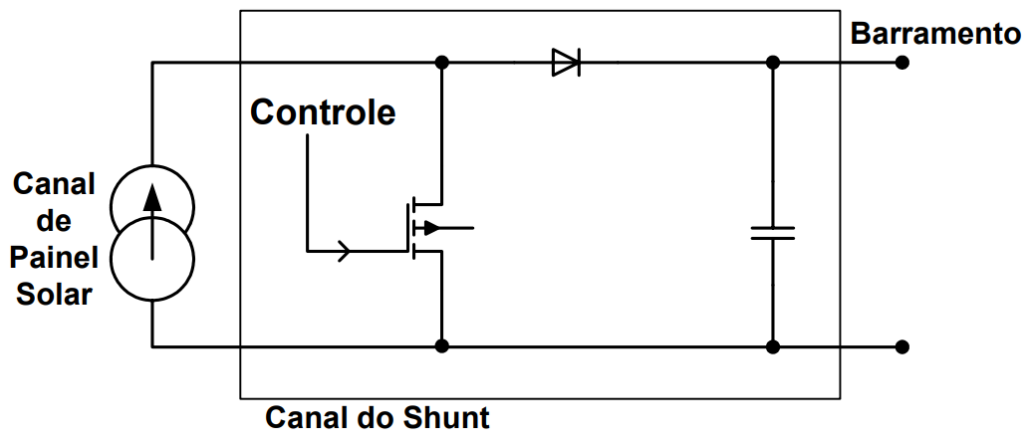 Barramento
Controle
Canal
de
Painel
Solar
Canal do Shunt